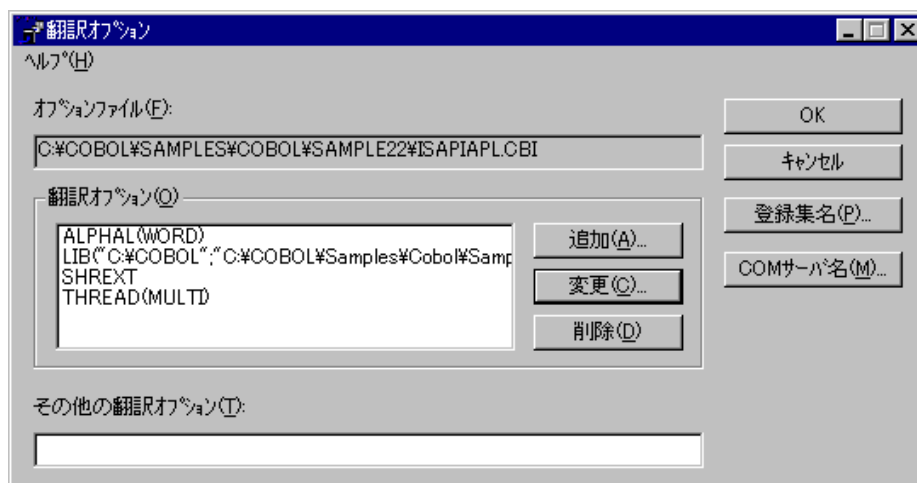 翻訳ｵﾌﾟｼｮﾝ
ﾍﾙﾌﾟ(H)
ｵﾌﾟｼｮﾝﾌｧｲﾙ(F):
C:¥COBOL¥SAMPLES¥COBOL¥SAMPLE22¥ISAPIAPL.CBI
翻訳ｵﾌﾟｼｮﾝ(O)
ALPHAL(WORD)
LIB("C:¥COBOL";"C:¥COBOL¥Samples¥Cobol¥Samp
SHREXT
THREAD(MULTI)
追加(A)...
変更(C)...
削除(D)
その他の翻訳ｵﾌﾟｼｮﾝ(T):
OK
ｷｬﾝｾﾙ
登録集名(P)...
COMｻｰﾊﾞ名(M)...